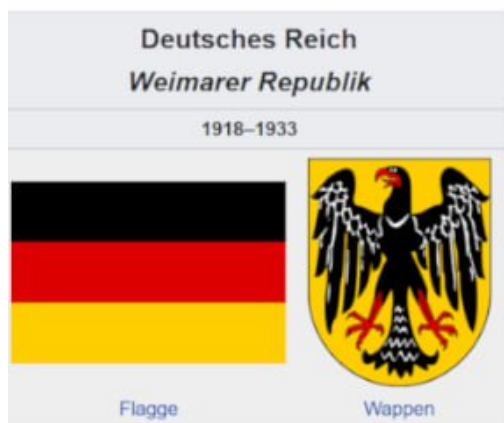 Deutsches Reich
Weimarer Republik
1918–1933
Flagge
Wappen